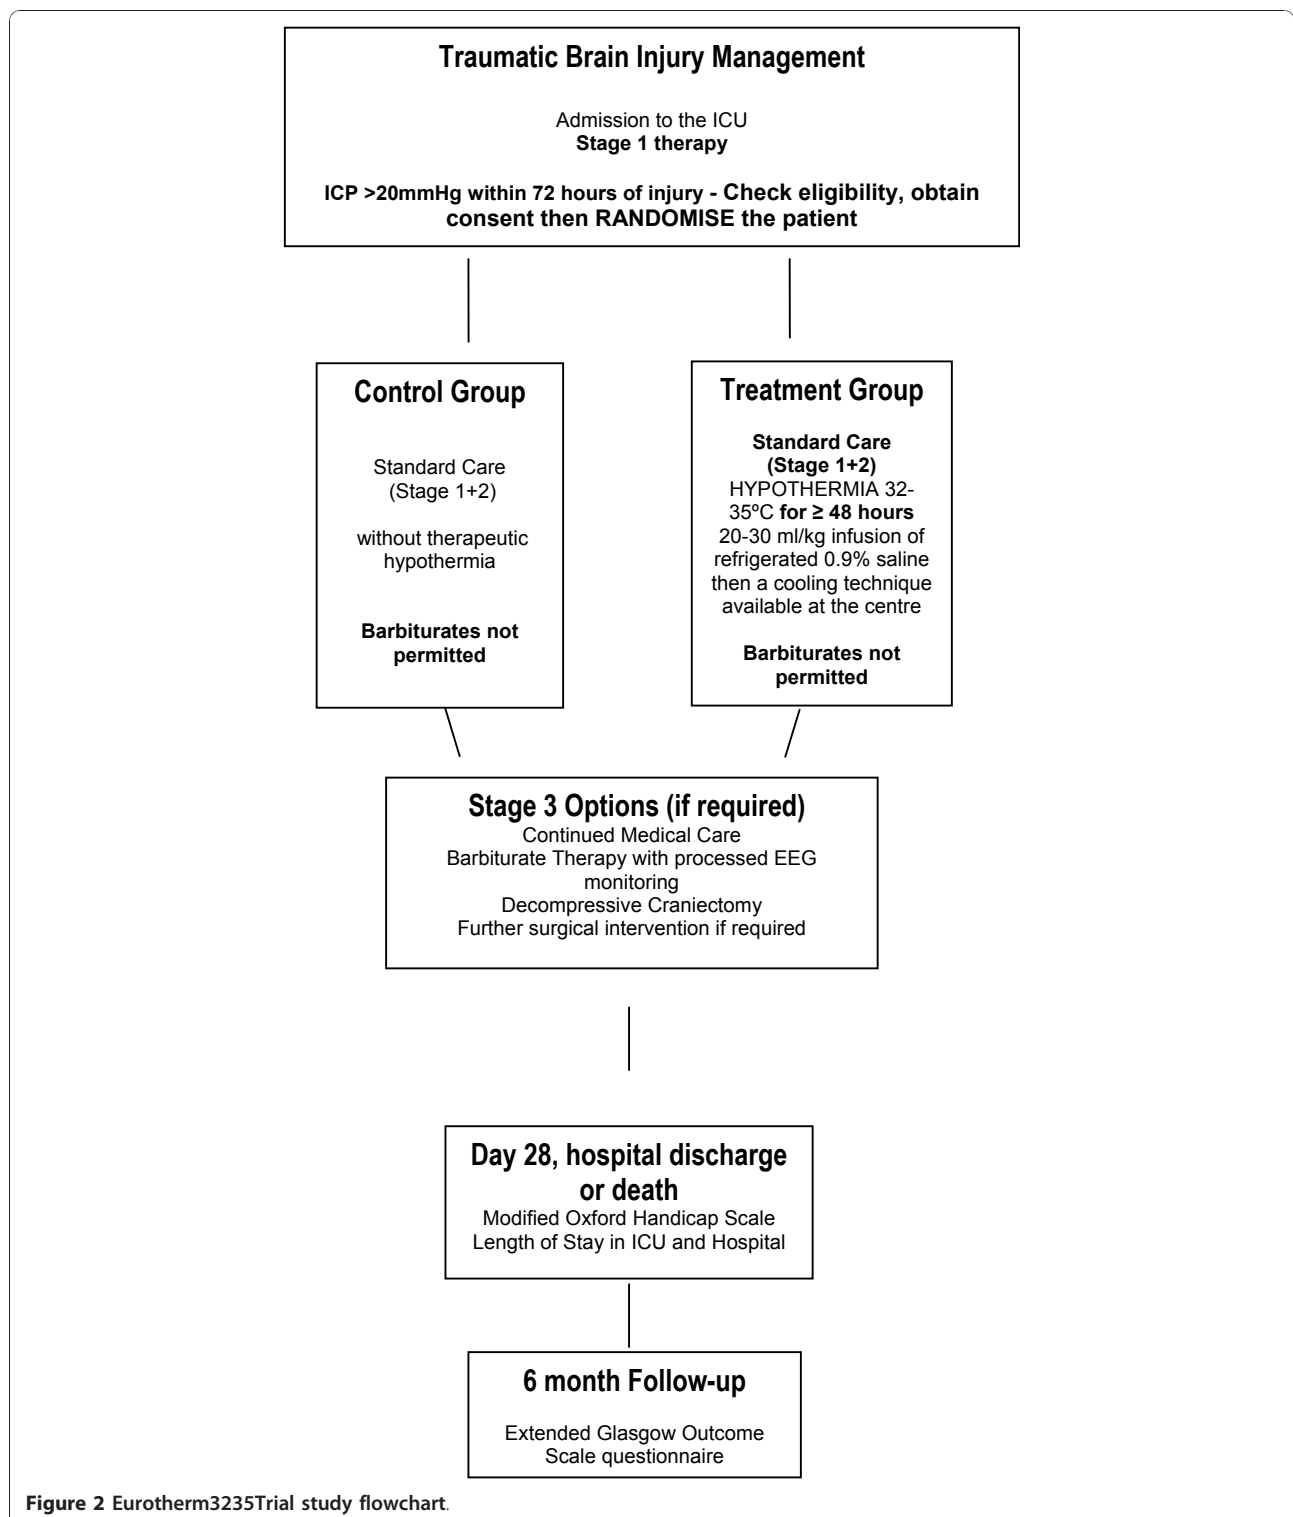 Traumatic Brain Injury Management
Admission to the ICU
Stage 1 therapy
ICP >20mmHg within 72 hours of injury - Check eligibility, obtain
consent then RANDOMISE the patient
Control Group
Standard Care
(Stage 1+2)
without therapeutic
hypothermia
Barbiturates not
permitted
Treatment Group
Standard Care
(Stage 1+2)
HYPOTHERMIA 32-
35ºC for ≥ 48 hours
20-30 ml/kg infusion of
refrigerated 0.9% saline
then a cooling technique
available at the centre
Barbiturates not
permitted
Stage 3 Options (if required)
Continued Medical Care
Barbiturate Therapy with processed EEG
monitoring
Decompressive Craniectomy
Further surgical intervention if required
Day 28, hospital discharge
or death
Modified Oxford Handicap Scale
Length of Stay in ICU and Hospital
6 month Follow-up
Extended Glasgow Outcome
Scale questionnaire
Figure 2 Eurotherm3235Trial study flowchart.